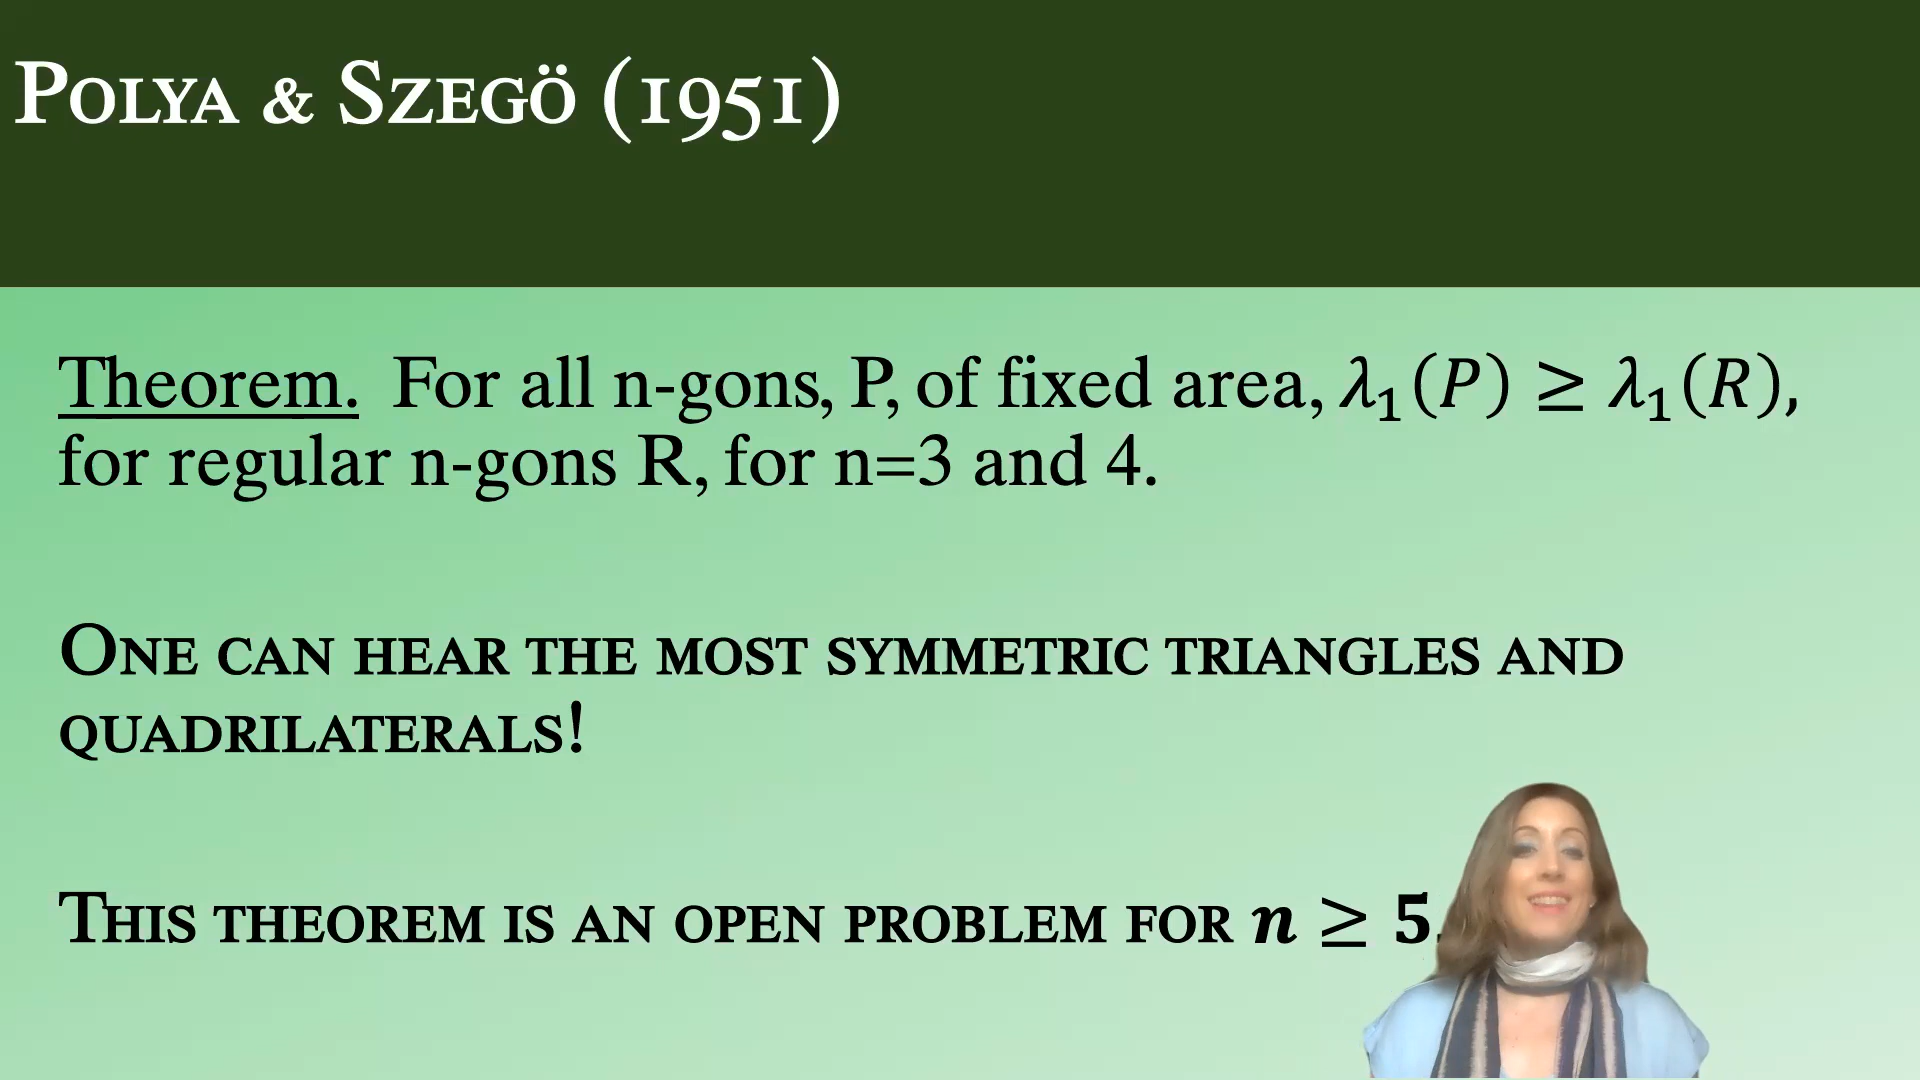 Polya & Szegö (1951)
Theorem. For all n-gons, P, of fixed area, λ₁(P) ≥ λ₁(R),
for regular n-gons R, for n=3 and 4.
One can hear the most symmetric triangles and
quadrilaterals!
This theorem is an open problem for n ≥ 5.